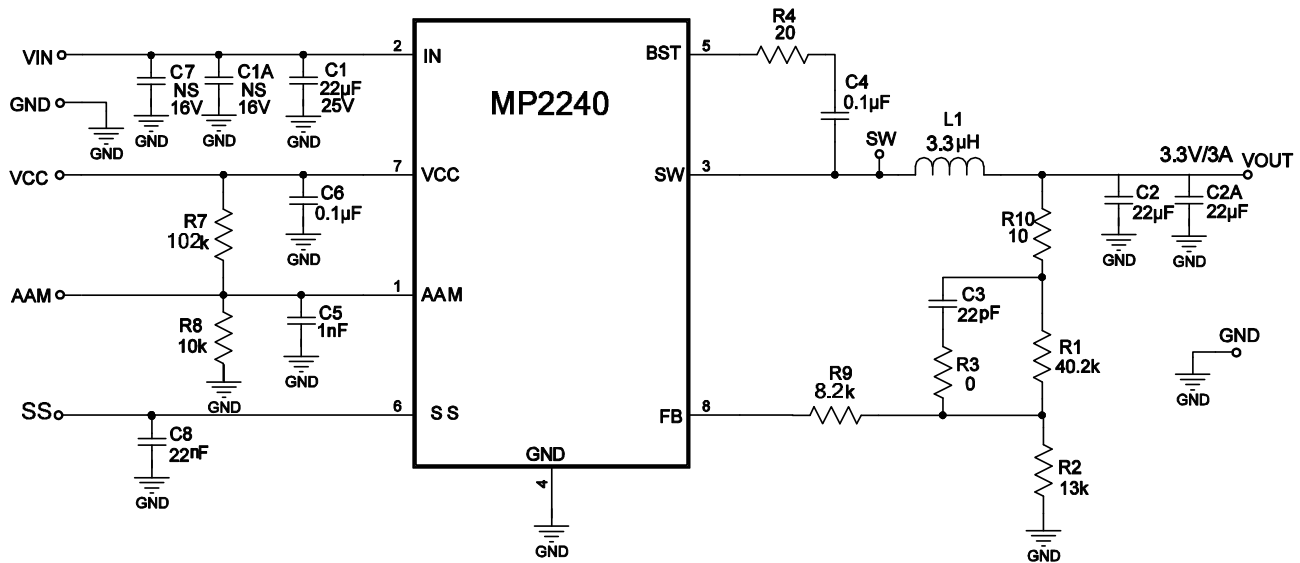 VIN
GND
VCC
AAM
SS
C7
NS
16V
C1A
NS
16V
C1
22µF
25V
GND
GND
GND
GND
R7
102k
C6
0.1µF
GND
R8
10k
C5
1nF
GND
GND
C8
22nF
GND
2
7
1
6
IN
VCC
AAM
SS
MP2240
BST
SW
FB
GND
4
GND
5
3
8
R4
20
C4
0.1µF
SW
L1
3.3µH
3.3V/3A
VOUT
R10
10
C2
22µF
GND
C2A
22µF
GND
C3
22pF
R3
0
R1
40.2k
R9
8.2k
R2
13k
GND
GND
GND